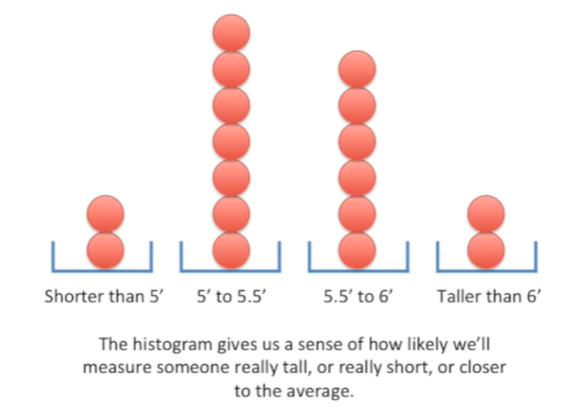 Shorter than 5’ 5’ to 5.5’ 5.5’ to 6’ Taller than 6’
The histogram gives us a sense of how likely we’ll
measure someone really tall, or really short, or closer
to the average.